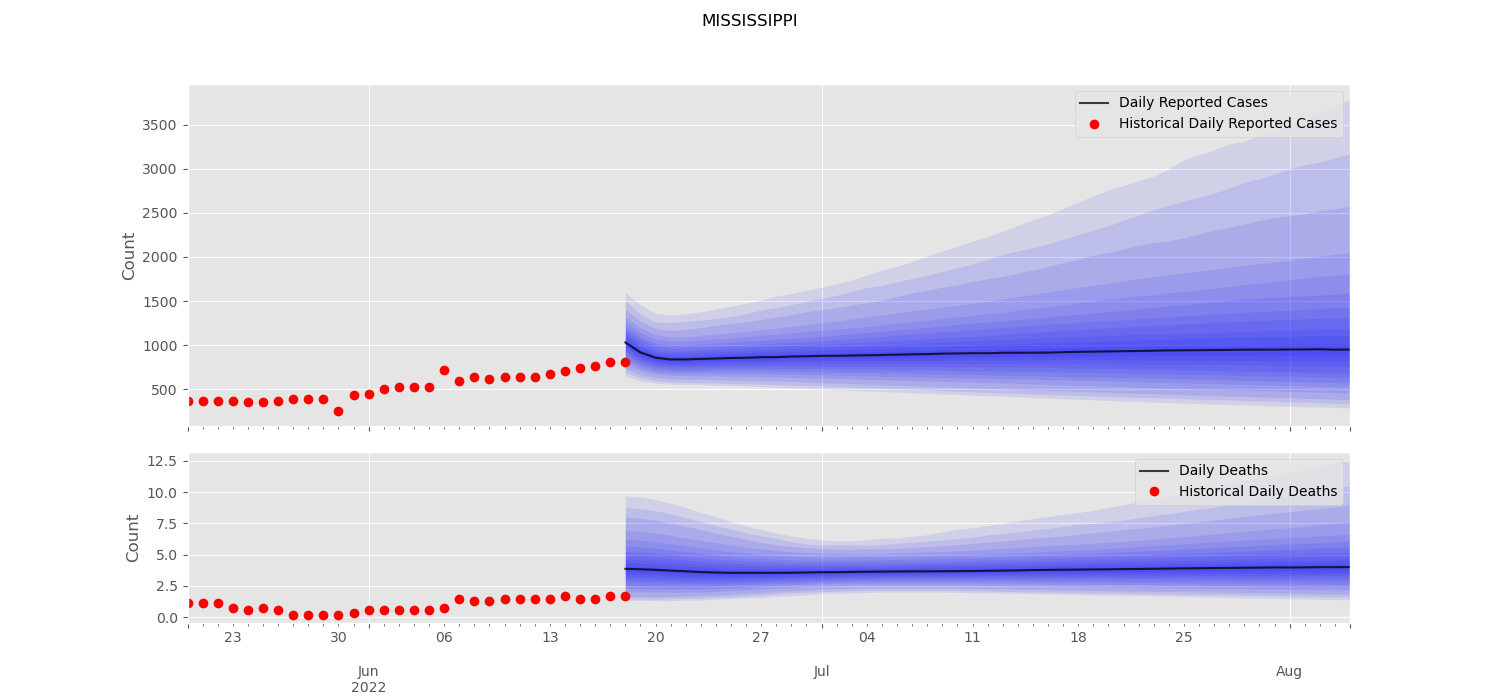 MISSISSIPPI
3500
3000
2500
2000
1500
1000
500
Count
Daily Reported Cases
Historical Daily Reported Cases
12.5
10.0
7.5
5.0
2.5
0.0
Count
Daily Deaths
Historical Daily Deaths
23 30 06 13 20 27 04 11 18 25
Jun Jul Aug
2022